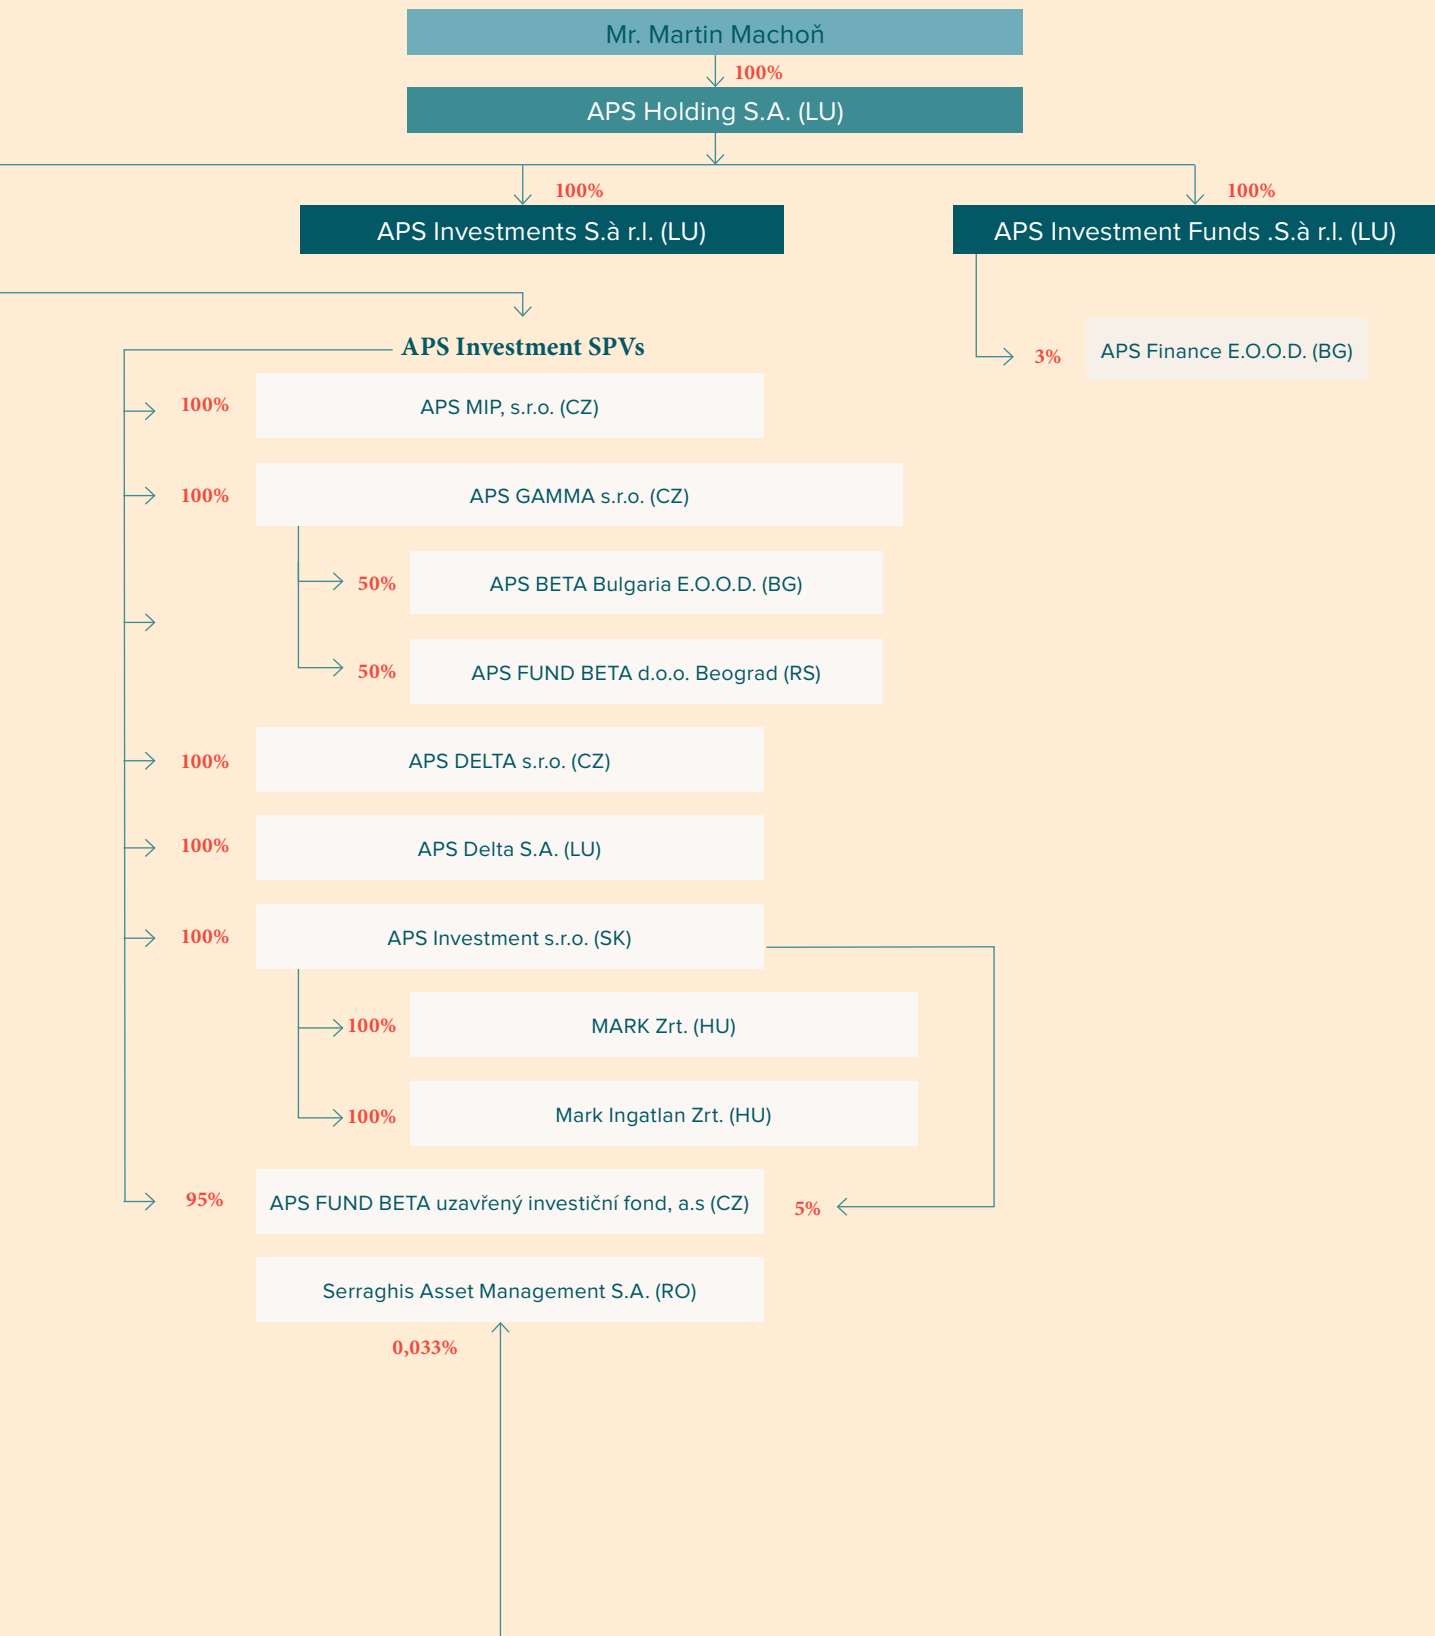 Mr. Martin Machoň
100%
APS Holding S.A. (LU)
100%
100%
APS Investments S.à r.l. (LU)
APS Investment Funds .S.à r.l. (LU)
APS Investment SPVs
3%
APS Finance E.O.O.D. (BG)
100%
APS MIP, s.r.o. (CZ)
100%
APS GAMMA s.r.o. (CZ)
50%
APS BETA Bulgaria E.O.O.D. (BG)
50%
APS FUND BETA d.o.o. Beograd (RS)
100%
APS DELTA s.r.o. (CZ)
100%
APS Delta S.A. (LU)
100%
APS Investment s.r.o. (SK)
100%
MARK Zrt. (HU)
100%
Mark Ingatlan Zrt. (HU)
95%
APS FUND BETA uzavřený investiční fond, a.s (CZ)
5%
Serraghis Asset Management S.A. (RO)
0,033%